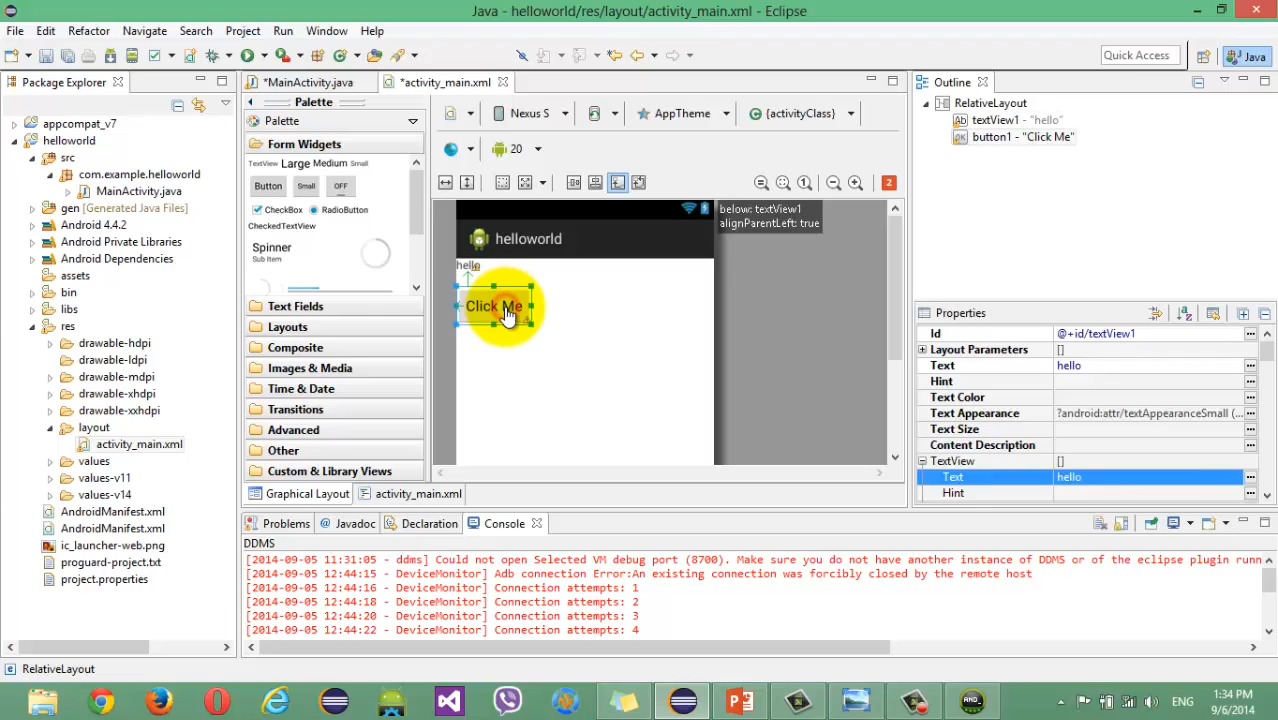 Java - helloworld/res/layout/activity_main.xml - Eclipse
File Edit Refactor Navigate Search Project Run Window Help
Quick Access
Java
Package Explorer
*MainActivity.java
*activity_main.xml
Outline
appcompat_v7
helloworld
src
com.example.helloworld
MainActivity.java
gen [Generated Java Files]
Android 4.4.2
Android Private Libraries
Android Dependencies
assets
bin
libs
res
drawable-hdpi
drawable-ldpi
drawable-mdpi
drawable-xhdpi
drawable-xxhdpi
layout
activity_main.xml
values
values-v11
values-v14
AndroidManifest.xml
AndroidManifest.xml
ic_launcher-web.png
proguard-project.txt
project.properties
Palette
Palette
Form Widgets
TextView Large Medium Small
Button Small OFF
CheckBox RadioButton
CheckedTextView
Spinner
Sub Item
Text Fields
Layouts
Composite
Images & Media
Time & Date
Transitions
Advanced
Other
Custom & Library Views
Nexus S AppTheme {activityClass}
20
2
helloworld
hello
Click Me
below: textView1
alignParentLeft: true
Graphical Layout
activity_main.xml
RelativeLayout
Ab textView1 - "hello"
OK button1 - "Click Me"
Properties
Id @+id/textView1
Layout Parameters []
Text hello
Hint
Text Color
Text Appearance ?android:attr/textAppearanceSmall (...
Text Size
Content Description
TextView []
Text hello
Hint
Problems @ Javadoc Declaration Console
DDMS
[2014-09-05 11:31:05 - ddms] Could not open Selected VM debug port (8700). Make sure you do not have another instance of DDMS or of the eclipse plugin runn
[2014-09-05 12:44:15 - DeviceMonitor] Adb connection Error:An existing connection was forcibly closed by the remote host
[2014-09-05 12:44:16 - DeviceMonitor] Connection attempts: 1
[2014-09-05 12:44:18 - DeviceMonitor] Connection attempts: 2
[2014-09-05 12:44:20 - DeviceMonitor] Connection attempts: 3
[2014-09-05 12:44:22 - DeviceMonitor] Connection attempts: 4
RelativeLayout
ENG
1:34 PM
9/6/2014